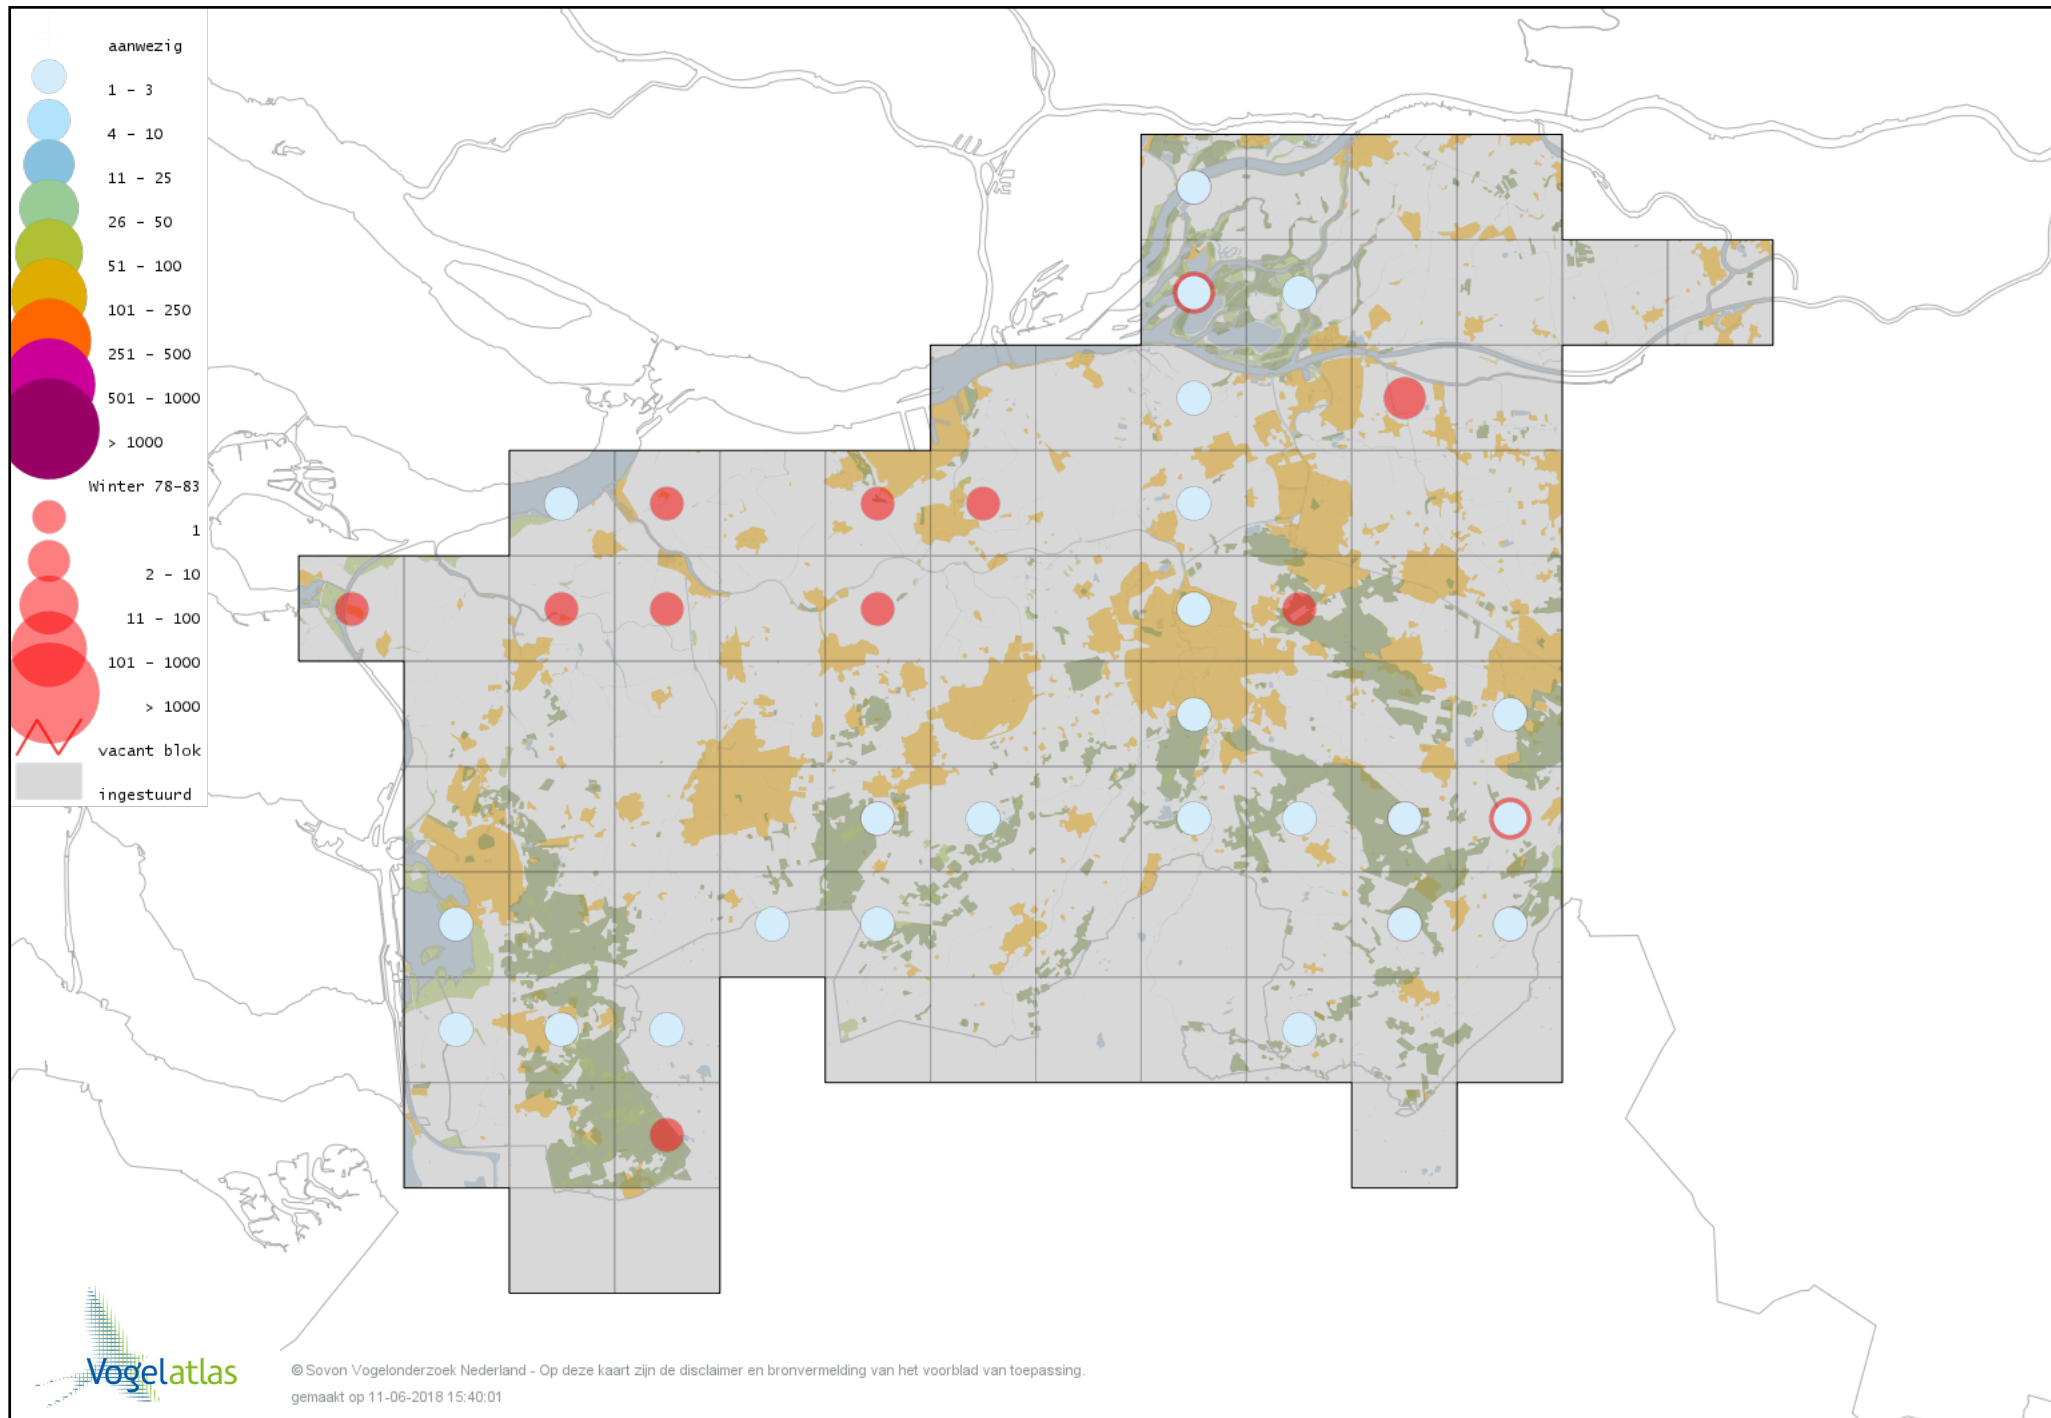 aanwezig
1 - 3
4 - 10
11 - 25
26 - 50
51 - 100
101 - 250
251 - 500
501 - 1000
> 1000
Winter 78-83
1
2 - 10
11 - 100
101 - 1000
> 1000
vacant blok
ingestuurd
Vogelatlas
© Sovon Vogelonderzoek Nederland - Op deze kaart zijn de disclaimer en bronvermelding van het voorblad van toepassing.
gemaakt op 11-06-2018 15:40:01